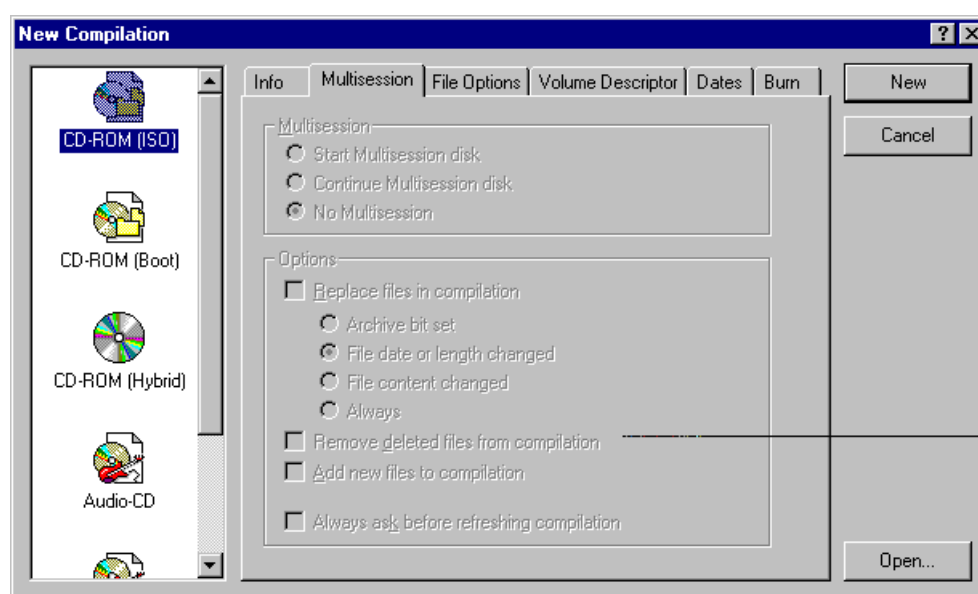 New Compilation
CD-ROM (ISO)
CD-ROM (Boot)
CD-ROM (Hybrid)
Audio-CD
Info Multisession File Options Volume Descriptor Dates Burn
Multisession
Start Multisession disk
Continue Multisession disk
No Multisession
Options
Replace files in compilation
Archive bit set
File date or length changed
File content changed
Always
Remove deleted files from compilation
Add new files to compilation
Always ask before refreshing compilation
New
Cancel
Open...